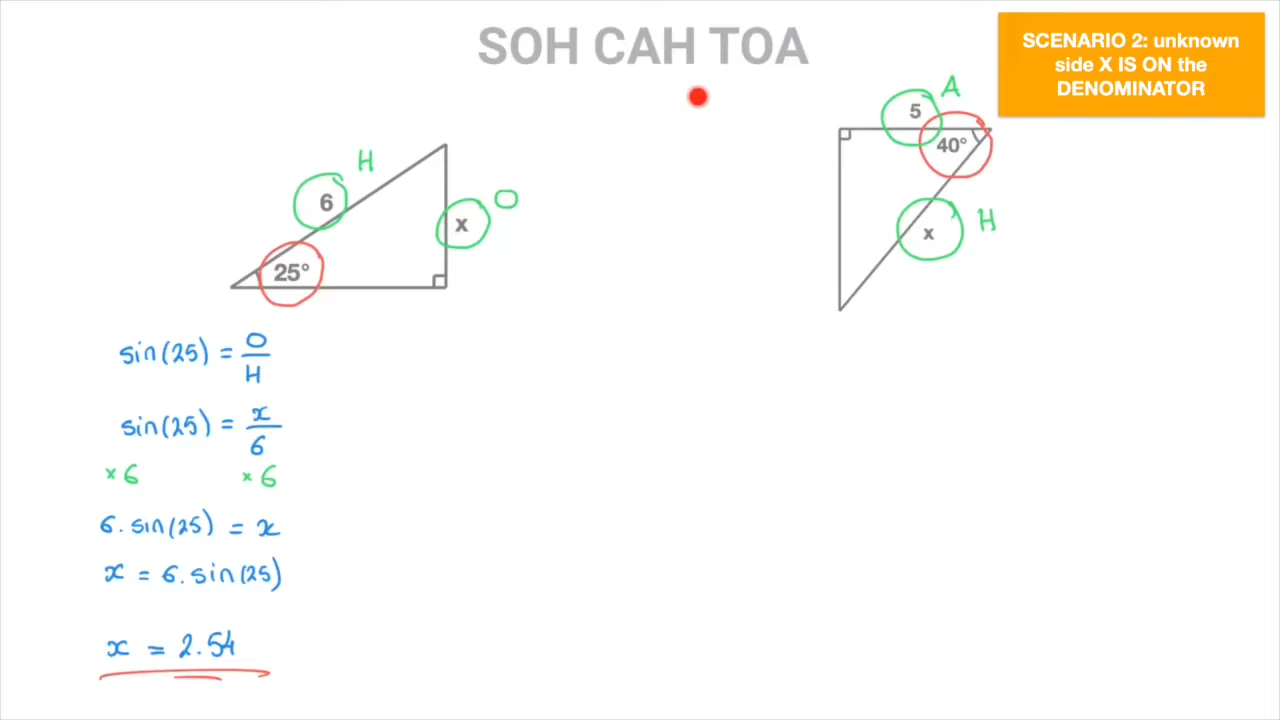 SOH CAH TOA
SCENARIO 2: unknown
side X IS ON the
DENOMINATOR
H
6
x
O
25°
A
5
40°
x
H
sin(25) = O/H
sin(25) = x/6
×6 ×6
6.sin(25) = x
x = 6.sin(25)
x = 2.54